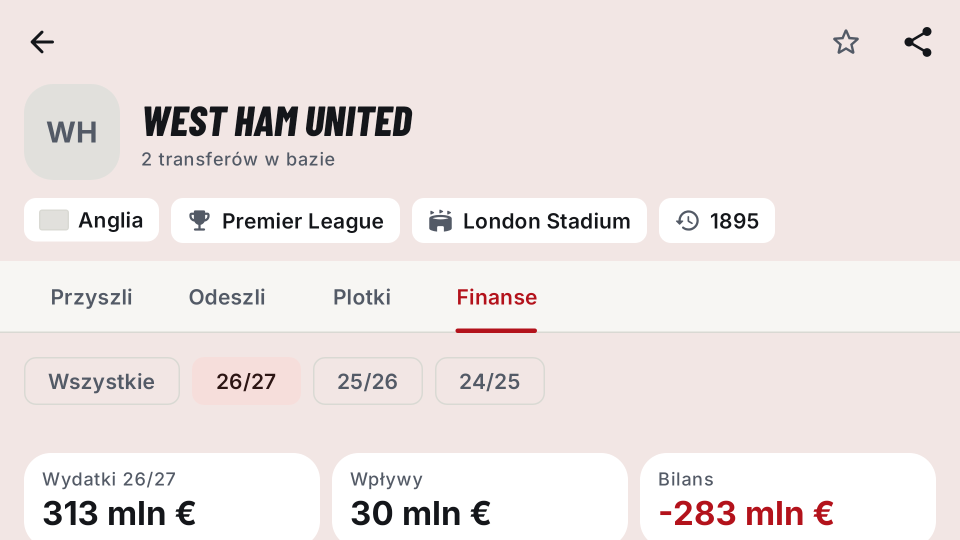 WH
WEST HAM UNITED
2 transferów w bazie
Anglia
Premier League
London Stadium
1895
Przyszli
Odeszli
Plotki
Finanse
Wszystkie
26/27
25/26
24/25
Wydatki 26/27
313 mln €
Wpływy
30 mln €
Bilans
-283 mln €